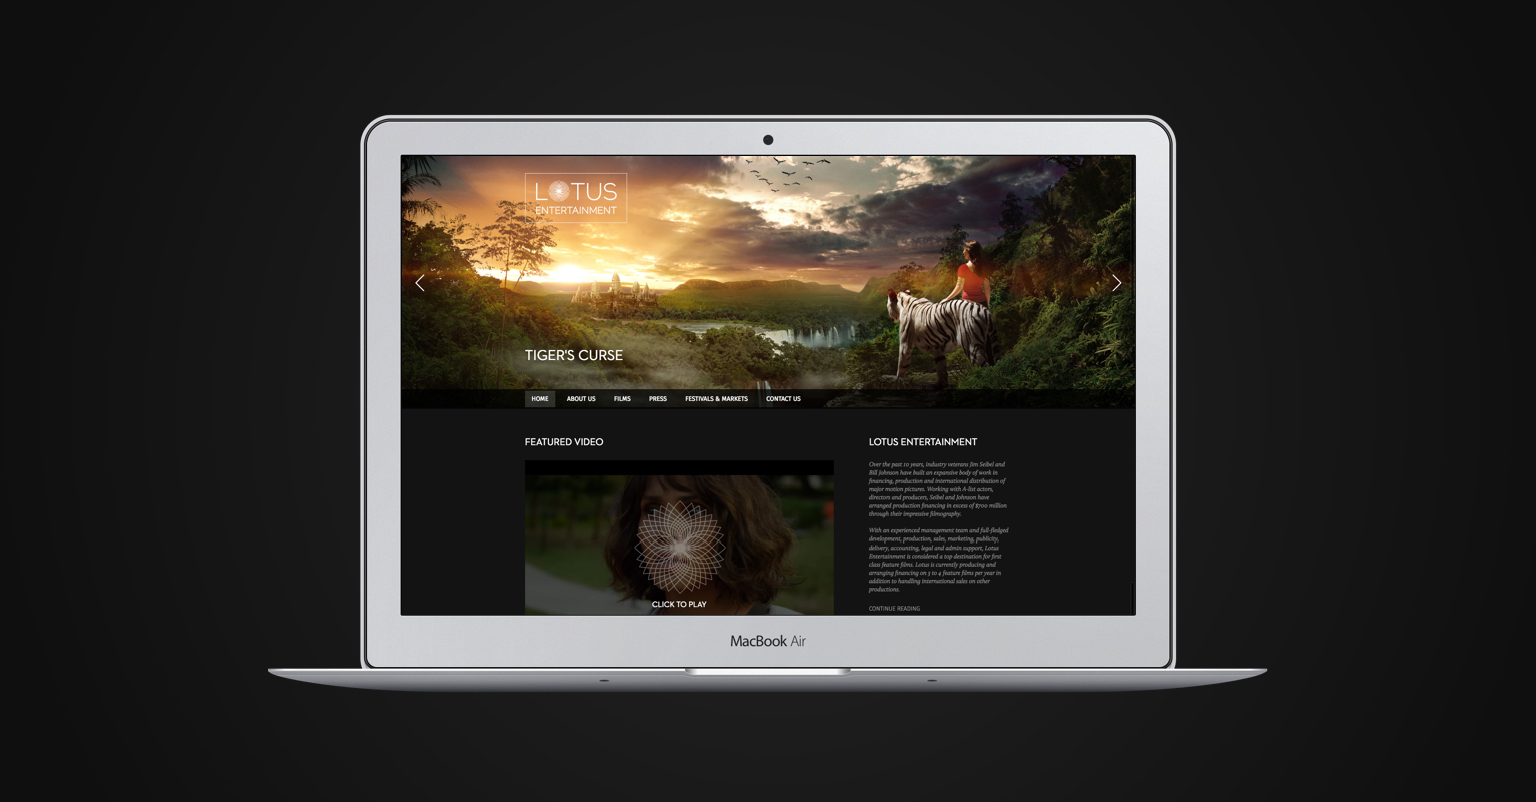 LOTUS
ENTERTAINMENT
TIGER'S CURSE
HOME ABOUT US FILMS PRESS FESTIVALS & MARKETS CONTACT US
FEATURED VIDEO
CLICK TO PLAY
LOTUS ENTERTAINMENT
Over the past 10 years, industry veterans Jim Seibel and
Bill Johnson have built an expansive body of work in
financing, production and international distribution of
major motion pictures. Working with A-list actors,
directors and producers, Seibel and Johnson have
arranged production financing in excess of $700 million
through their impressive filmography.
With an experienced management team and full-fledged
development, production, sales, marketing, publicity,
delivery, accounting, legal and admin support, Lotus
Entertainment is considered a top destination for first
class feature films. Lotus is currently producing and
arranging financing on 3 to 4 feature films per year in
addition to handling international sales on other
productions.
CONTINUE READING
MacBook Air